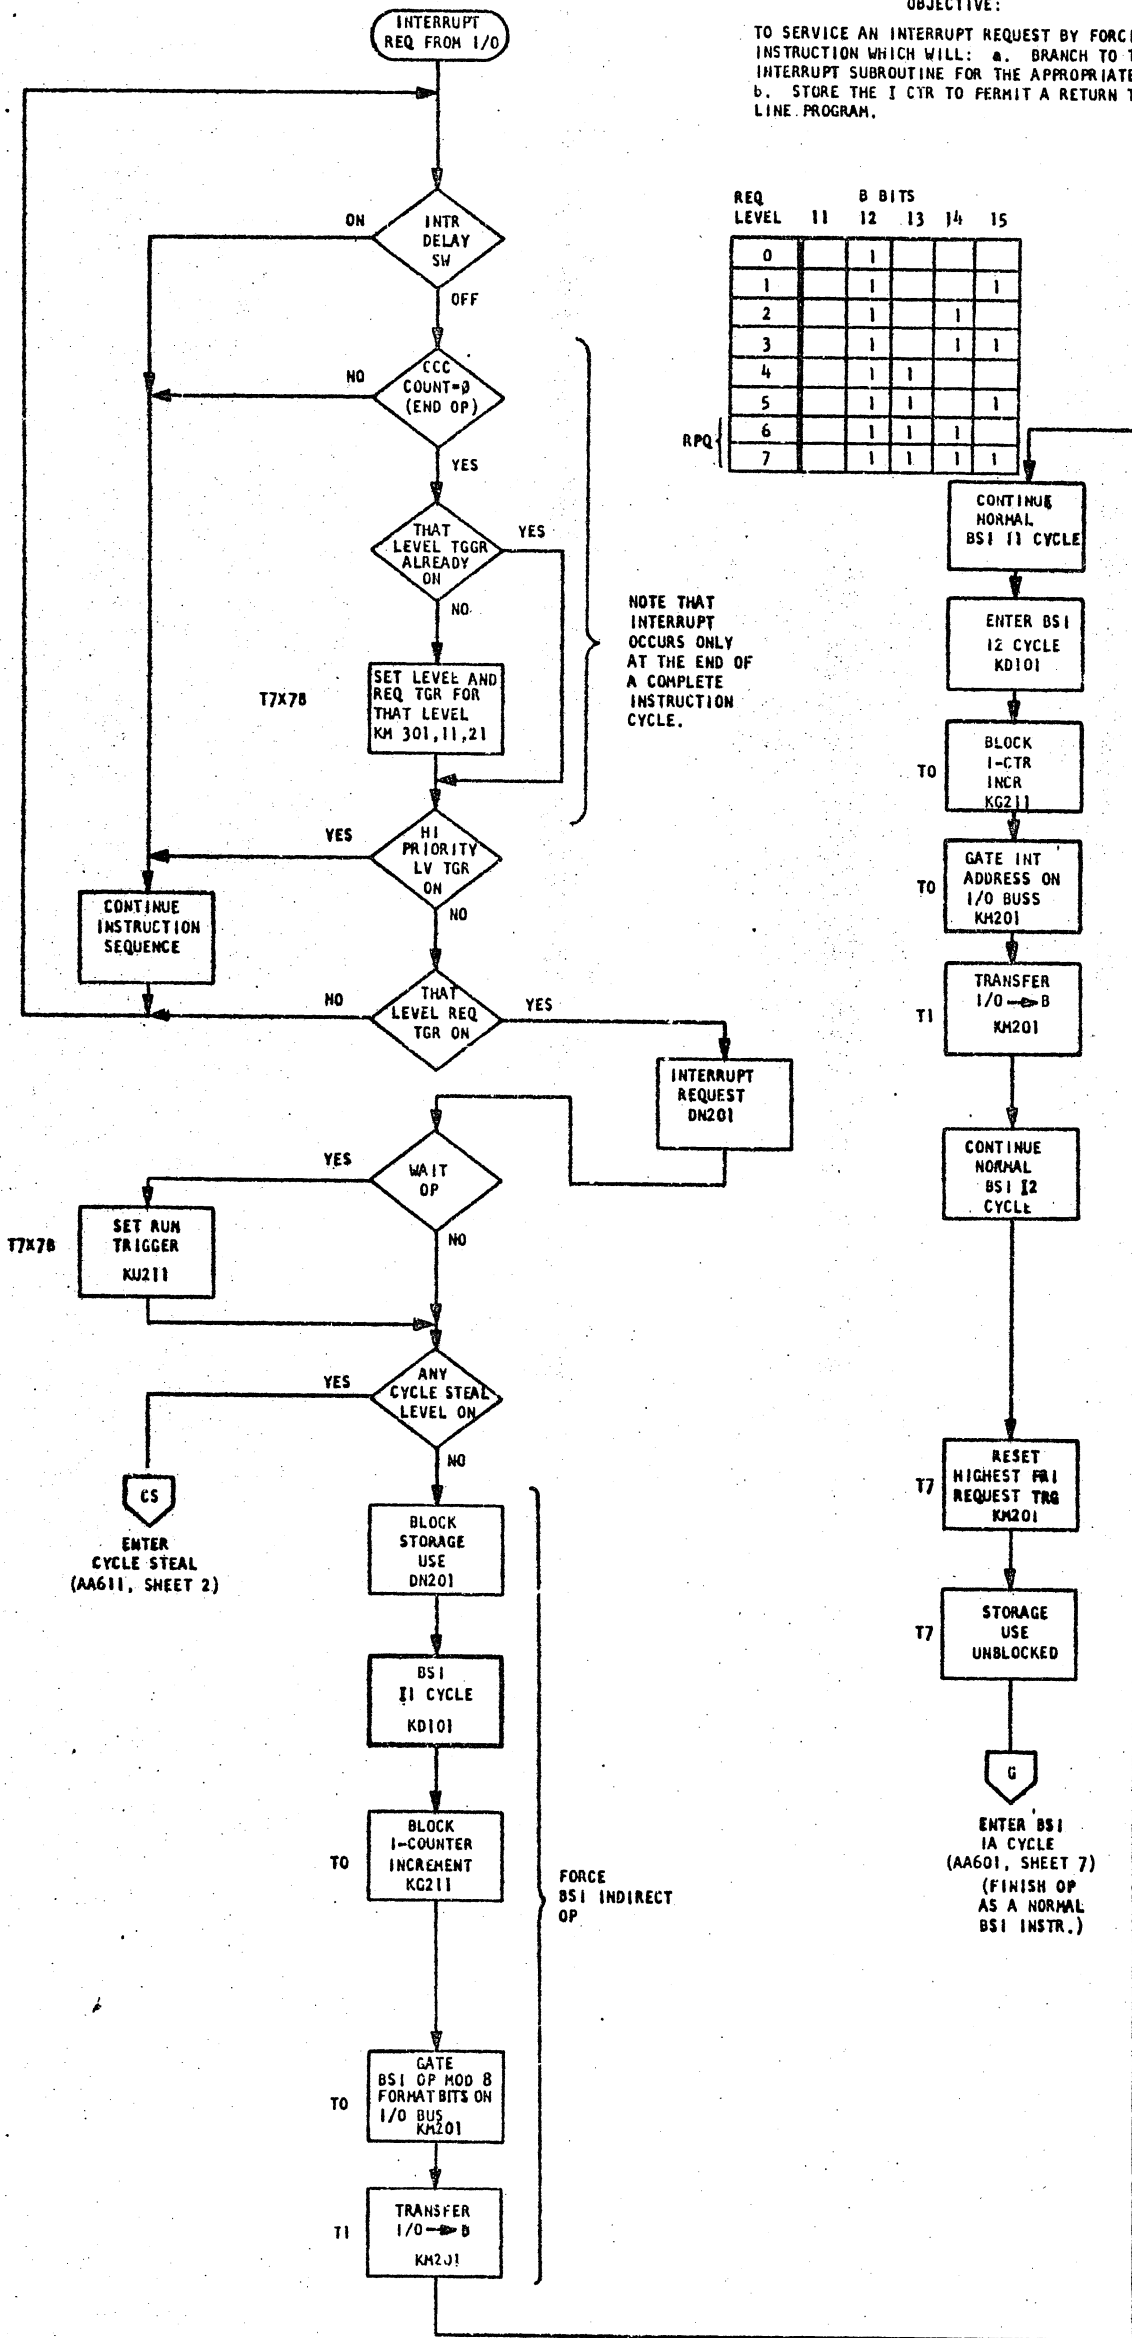 INTERRUPT
REQ FROM I/O
OBJECTIVE:
TO SERVICE AN INTERRUPT REQUEST BY FORCI
INSTRUCTION WHICH WILL: a. BRANCH TO T
INTERRUPT SUBROUTINE FOR THE APPROPRIATE
b. STORE THE I CTR TO PERMIT A RETURN T
LINE PROGRAM.
ON
INTR
DELAY
SW
OFF
NO
CCC
COUNT=0
(END OP)
YES
THAT
LEVEL TGGR
ALREADY
ON
YES
NO
T7X7B
SET LEVEL AND
REQ TGR FOR
THAT LEVEL
KM 301,11,21
NOTE THAT
INTERRUPT
OCCURS ONLY
AT THE END OF
A COMPLETE
INSTRUCTION
CYCLE.
YES
HI
PRIORITY
LV TGR
ON
NO
CONTINUE
INSTRUCTION
SEQUENCE
NO
THAT
LEVEL REQ
TGR ON
YES
INTERRUPT
REQUEST
DN201
YES
WAIT
OP
NO
T7X7B
SET RUN
TRIGGER
KU211
YES
ANY
CYCLE STEAL
LEVEL ON
NO
CS
ENTER
CYCLE STEAL
(AA611, SHEET 2)
BLOCK
STORAGE
USE
DN201
BSI
I1 CYCLE
KD101
T0
BLOCK
I-COUNTER
INCREMENT
KG211
FORCE
BSI INDIRECT
OP
T0
GATE
BSI OP MOD 8
FORMAT BITS ON
I/O BUS
KM201
T1
TRANSFER
I/O → B
KM201
REQ B BITS
LEVEL 11 12 13 14 15
0 1
1 1 1
2 1 1
3 1 1 1
4 1 1
5 1 1 1
RPQ
6 1 1 1
7 1 1 1 1
CONTINUE
NORMAL
BSI I1 CYCLE
ENTER BSI
I2 CYCLE
KD101
T0
BLOCK
I-CTR
INCR
KG211
T0
GATE INT
ADDRESS ON
I/O BUSS
KM201
T1
TRANSFER
I/O → B
KM201
CONTINUE
NORMAL
BSI I2
CYCLE
T7
RESET
HIGHEST PRI
REQUEST TRG
KM201
T7
STORAGE
USE
UNBLOCKED
G
ENTER BSI
IA CYCLE
(AA601, SHEET 7)
(FINISH OP
AS A NORMAL
BSI INSTR.)